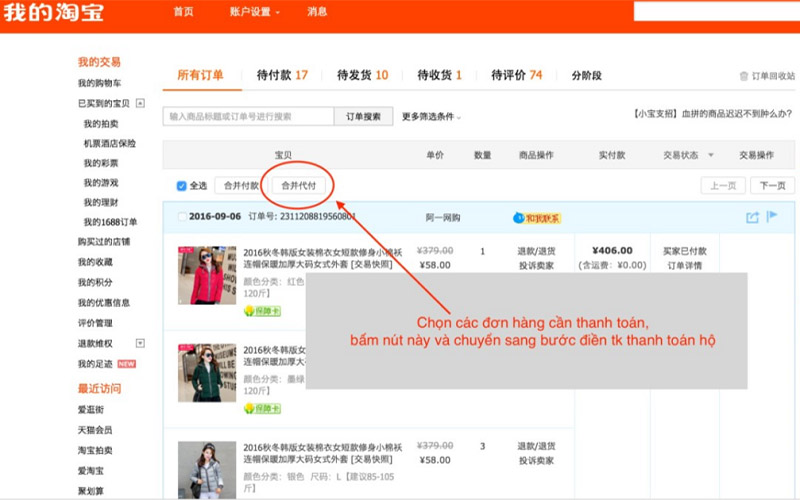 我的淘宝
首页 账户设置 消息
我的交易
我的购物车
已买到的宝贝
我的拍卖
机票酒店保险
我的彩票
我的游戏
我的理财
我的1688订单
购买过的店铺
我的收藏
我的积分
我的优惠信息
评价管理
退款维权
我的足迹 NEW
最近访问
爱逛街
天猫会员
淘宝拍卖
爱淘宝
聚划算
所有订单 待付款 17 待发货 10 待收货 1 待评价 74 分阶段 订单回收站
输入商品标题或订单号进行搜索 订单搜索 更多筛选条件 【小宝支招】血拼的商品迟迟不到肿么办?
宝贝 单价 数量 商品操作 实付款 交易状态 交易操作
全选 合并付款 合并代付 上一页 下一页
2016-09-06 订单号: 2311208819560801 阿一网购 和我联系
2016秋冬韩版女装棉衣女短款修身小棉袄 ¥379.00 1 退款/退货 ¥406.00 买家已付款
连帽保暖加厚大码女式外套 [交易快照] ¥58.00 投诉卖家 (含运费: ¥0.00) 订单详情
颜色分类: 红色
120斤】
保障卡
Chọn các đơn hàng cần thanh toán,
bấm nút này và chuyển sang bước điền tk thanh toán hộ
2016秋冬韩版女
连帽保暖加厚大
颜色分类: 墨绿
120斤】
保障卡
2016秋冬韩版女装棉衣女短款修身小棉袄 ¥379.00 3 退款/退货
连帽保暖加厚大码女式外套 [交易快照] ¥58.00 投诉卖家
颜色分类: 银色 尺码: L【建议85-105
斤】